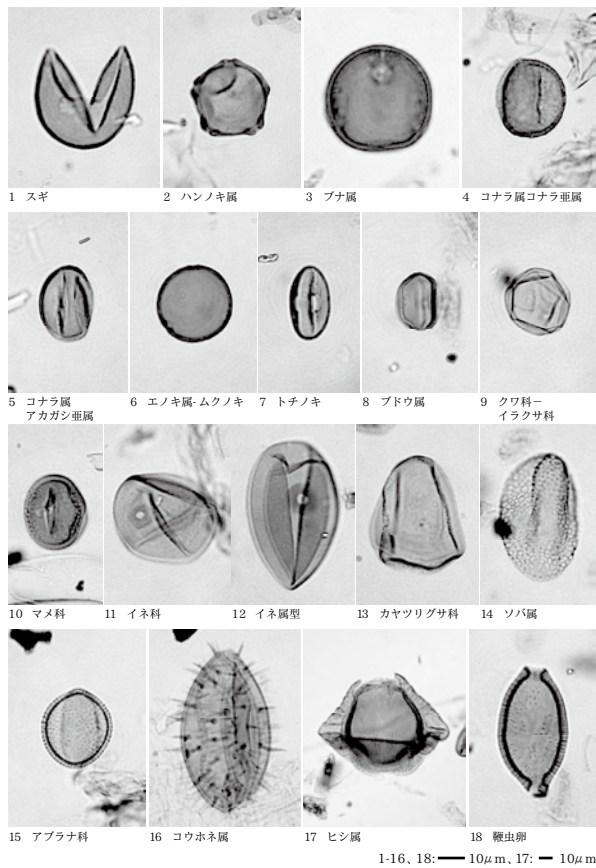 1 スギ
2 ハンノキ属
3 ブナ属
4 コナラ属コナラ亜属
5 コナラ属
アカガシ亜属
6 エノキ属-ムクノキ
7 トチノキ
8 ブドウ属
9 クワ科－
イラクサ科
10 マメ科
11 イネ科
12 イネ属型
13 カヤツリグサ科
14 ソバ属
15 アブラナ科
16 コウホネ属
17 ヒシ属
18 鞭虫卵
1-16、18: 10μm、17: 10μm